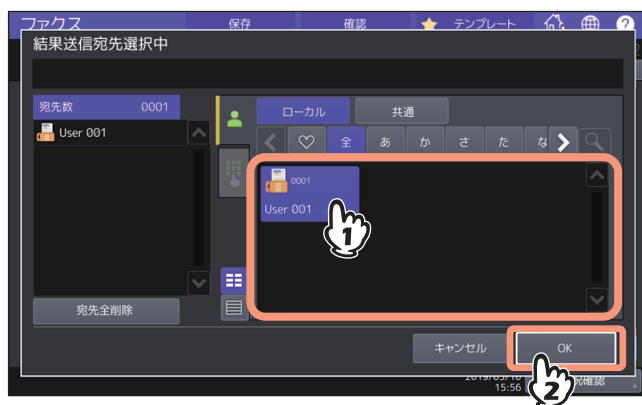 ファクス 保存 確認 テンプレート
結果送信宛先選択中
宛先数 0001
User 001
ローカル 共通
全 あ か さ た な
0001
User 001
1
宛先全削除
キャンセル OK
15:56
2